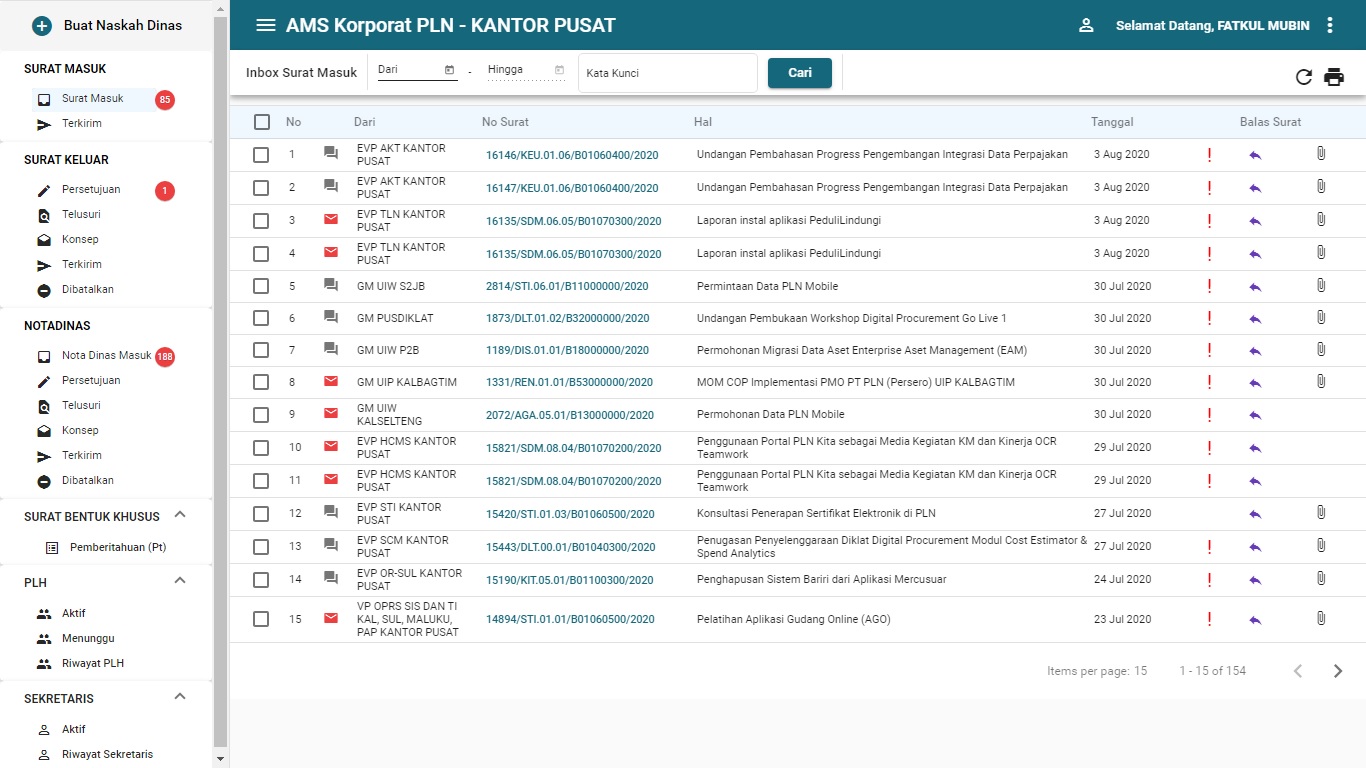 Buat Naskah Dinas
SURAT MASUK
Surat Masuk 85
Terkirim
SURAT KELUAR
Persetujuan 1
Telusuri
Konsep
Terkirim
Dibatalkan
NOTADINAS
Nota Dinas Masuk 188
Persetujuan
Telusuri
Konsep
Terkirim
Dibatalkan
SURAT BENTUK KHUSUS
Pemberitahuan (Pt)
PLH
Aktif
Menunggu
Riwayat PLH
SEKRETARIS
Aktif
Riwayat Sekretaris
AMS Korporat PLN - KANTOR PUSAT
Selamat Datang, FATKUL MUBIN
Inbox Surat Masuk Dari - Hingga Kata Kunci Cari
No Dari No Surat Hal Tanggal Balas Surat
1 EVP AKT KANTOR PUSAT 16146/KEU.01.06/B01060400/2020 Undangan Pembahasan Progress Pengembangan Integrasi Data Perpajakan 3 Aug 2020
2 EVP AKT KANTOR PUSAT 16147/KEU.01.06/B01060400/2020 Undangan Pembahasan Progress Pengembangan Integrasi Data Perpajakan 3 Aug 2020
3 EVP TLN KANTOR PUSAT 16135/SDM.06.05/B01070300/2020 Laporan instal aplikasi PeduliLindungi 3 Aug 2020
4 EVP TLN KANTOR PUSAT 16135/SDM.06.05/B01070300/2020 Laporan instal aplikasi PeduliLindungi 3 Aug 2020
5 GM UIW S2JB 2814/STI.06.01/B11000000/2020 Permintaan Data PLN Mobile 30 Jul 2020
6 GM PUSDIKLAT 1873/DLT.01.02/B32000000/2020 Undangan Pembukaan Workshop Digital Procurement Go Live 1 30 Jul 2020
7 GM UIW P2B 1189/DIS.01.01/B18000000/2020 Permohonan Migrasi Data Aset Enterprise Aset Management (EAM) 30 Jul 2020
8 GM UIP KALBAGTIM 1331/REN.01.01/B53000000/2020 MOM COP Implementasi PMO PT PLN (Persero) UIP KALBAGTIM 30 Jul 2020
9 GM UIW KALSELTENG 2072/AGA.05.01/B13000000/2020 Permohonan Data PLN Mobile 30 Jul 2020
10 EVP HCMS KANTOR PUSAT 15821/SDM.08.04/B01070200/2020 Penggunaan Portal PLN Kita sebagai Media Kegiatan KM dan Kinerja OCR Teamwork 29 Jul 2020
11 EVP HCMS KANTOR PUSAT 15821/SDM.08.04/B01070200/2020 Penggunaan Portal PLN Kita sebagai Media Kegiatan KM dan Kinerja OCR Teamwork 29 Jul 2020
12 EVP STI KANTOR PUSAT 15420/STI.01.03/B01060500/2020 Konsultasi Penerapan Sertifikat Elektronik di PLN 27 Jul 2020
13 EVP SCM KANTOR PUSAT 15443/DLT.00.01/B01040300/2020 Penugasan Penyelenggaraan Diklat Digital Procurement Modul Cost Estimator & Spend Analytics 27 Jul 2020
14 EVP OR-SUL KANTOR PUSAT 15190/KIT.05.01/B01100300/2020 Penghapusan Sistem Bariri dari Aplikasi Mercusuar 24 Jul 2020
15 VP OPRS SIS DAN TI KAL, SUL, MALUKU, PAP KANTOR PUSAT 14894/STI.01.01/B01060500/2020 Pelatihan Aplikasi Gudang Online (AGO) 23 Jul 2020
Items per page: 15 1 - 15 of 154